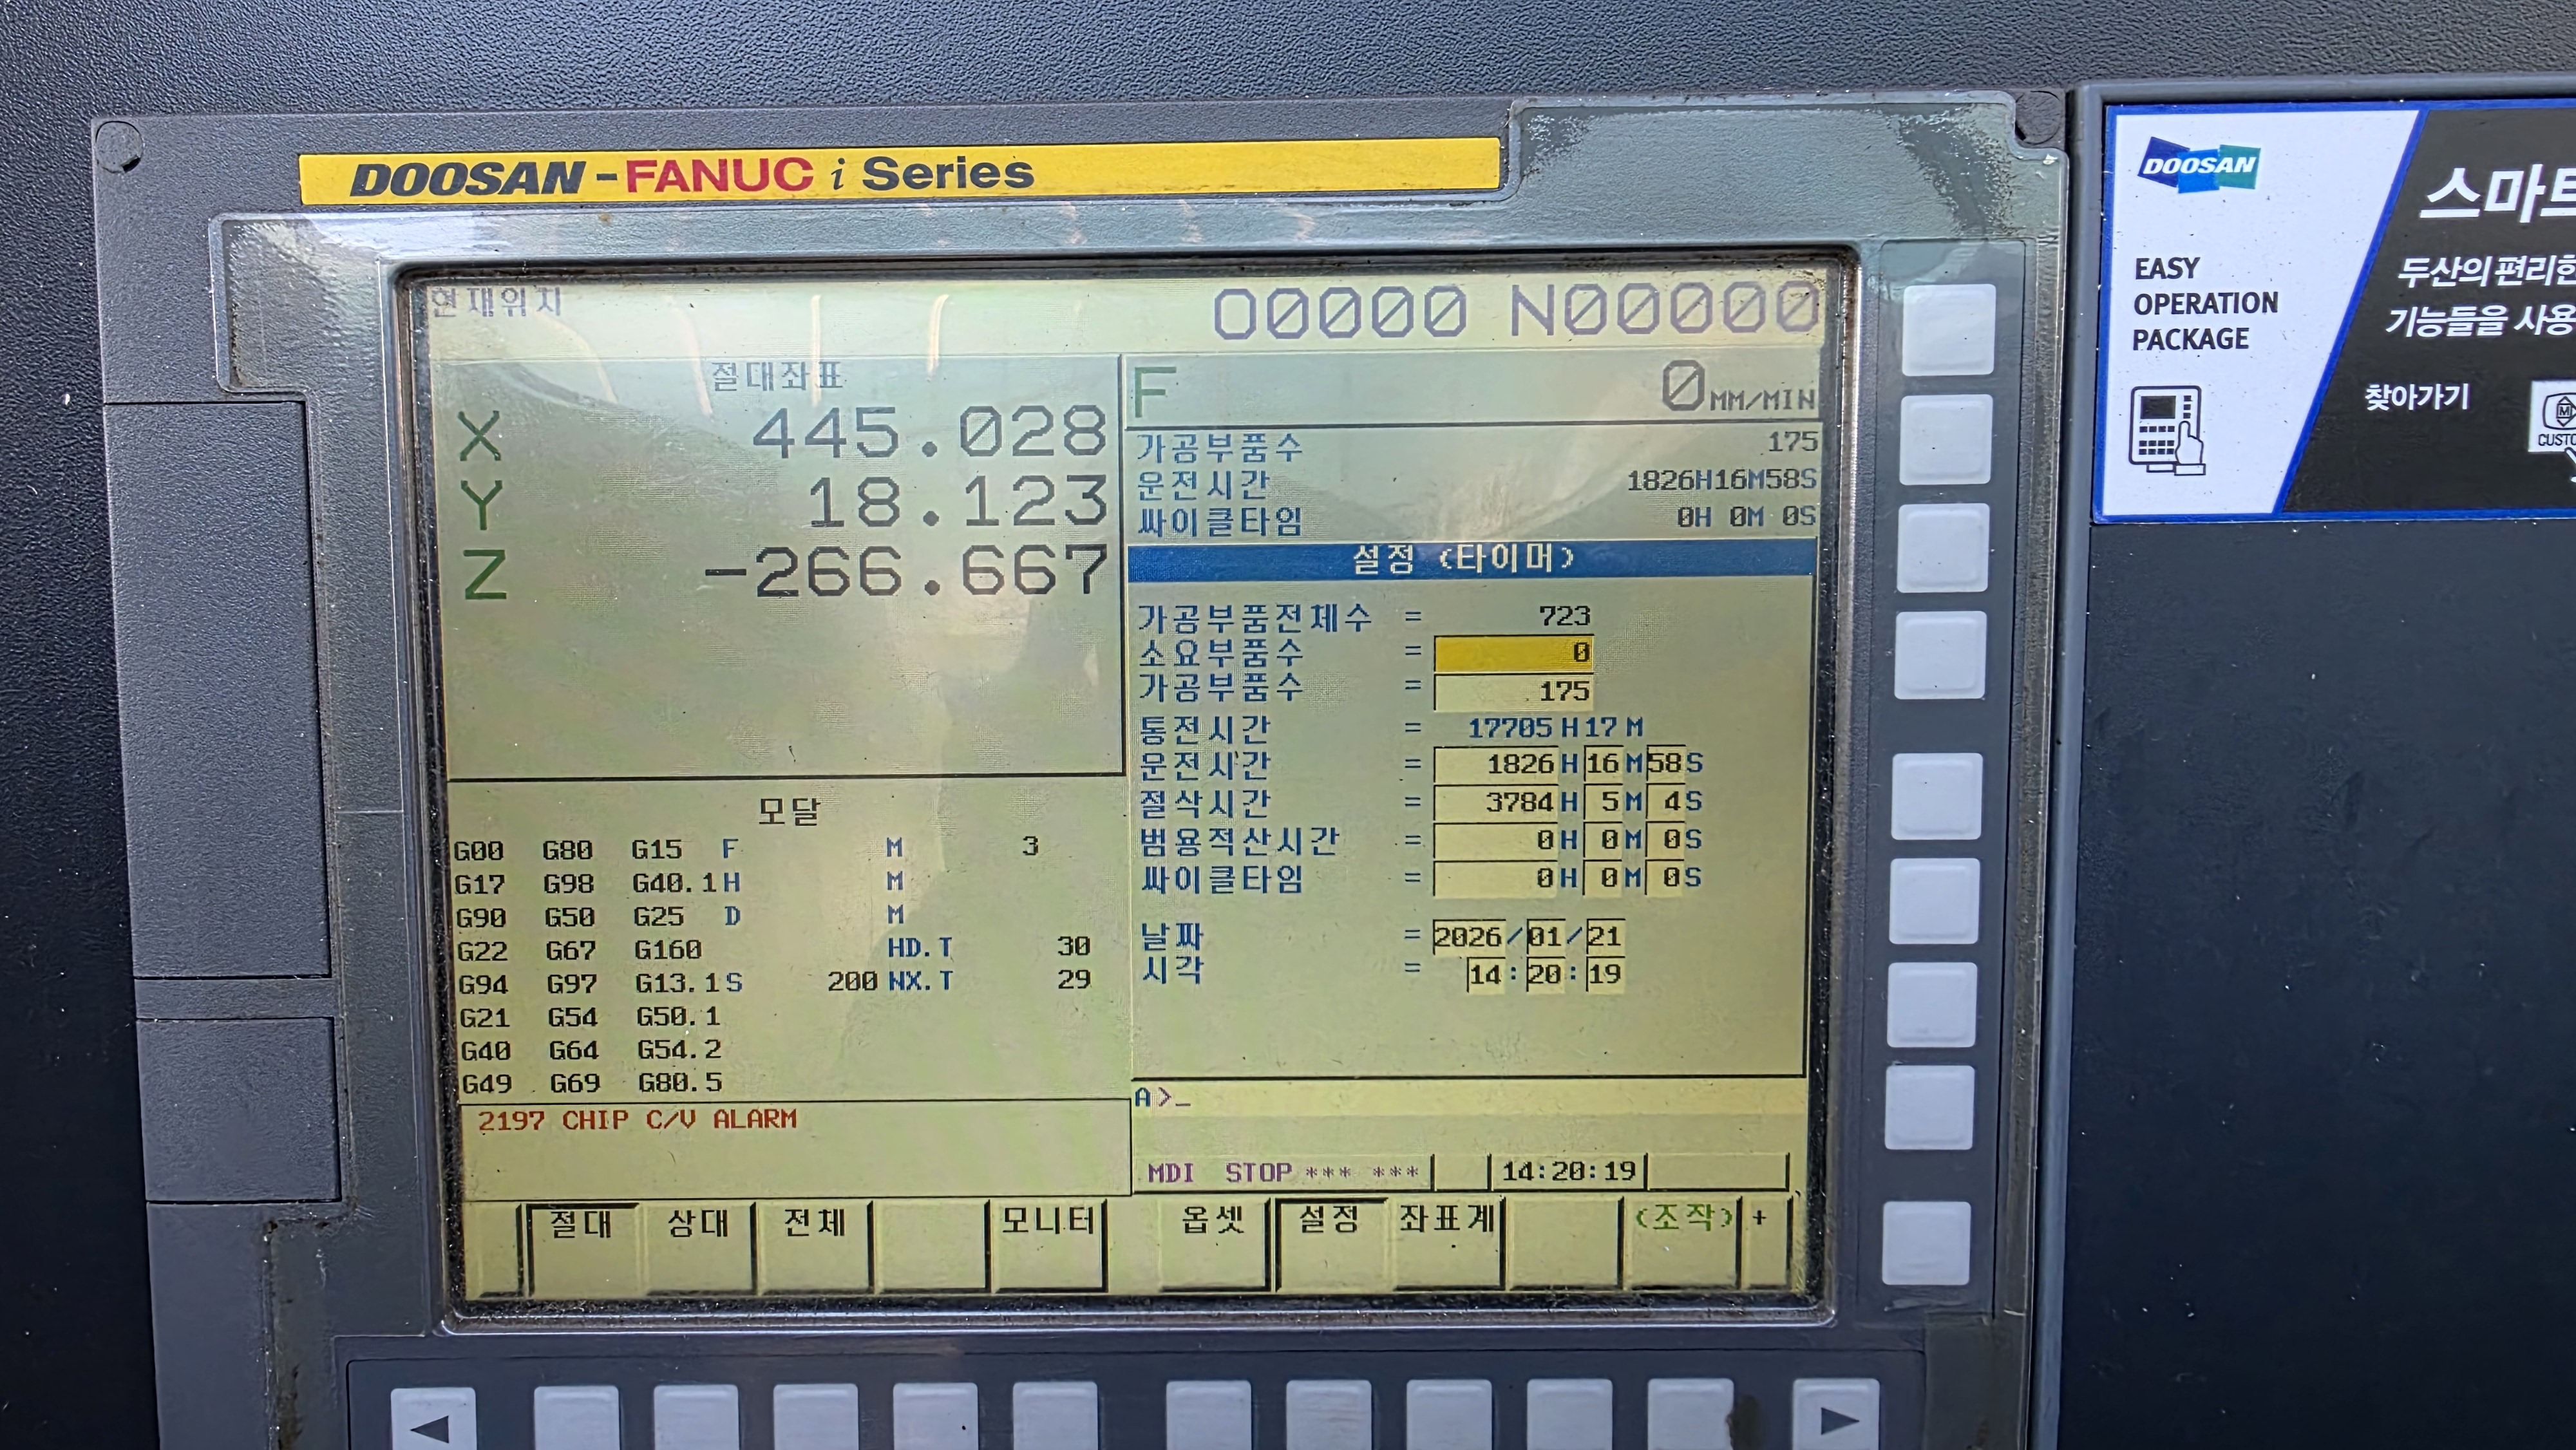 DOOSAN-FANUC i Series
현재위치
O0000 N00000
절대좌표
X 445.028
Y 18.123
Z -266.667
F 0 MM/MIN
가공부품수 175
운전시간 1826H16M58S
싸이클타임 0H 0M 0S
설정 (타이머)
가공부품전체수 = 723
소요부품수 = 0
가공부품수 = 175
통전시간 = 17705H17M
운전시간 = 1826H16M58S
절삭시간 = 3784H 5M 4S
범용적산시간 = 0H 0M 0S
싸이클타임 = 0H 0M 0S
날짜 = 2026/01/21
시각 = 14:20:19
모달
G00 G80 G15 F M 3
G17 G98 G40.1 H M
G90 G50 G25 D M
G22 G67 G160 HD.T 30
G94 G97 G13.1 S 200 NX.T 29
G21 G54 G50.1
G40 G64 G54.2
G49 G69 G80.5
2197 CHIP C/V ALARM
A>_
MDI STOP *** *** 14:20:19
절대 상대 전체 모니터 옵셋 설정 좌표계 (조작) +
DOOSAN
EASY
OPERATION
PACKAGE
두산의 편리한
기능들을 사용
찾아가기
M